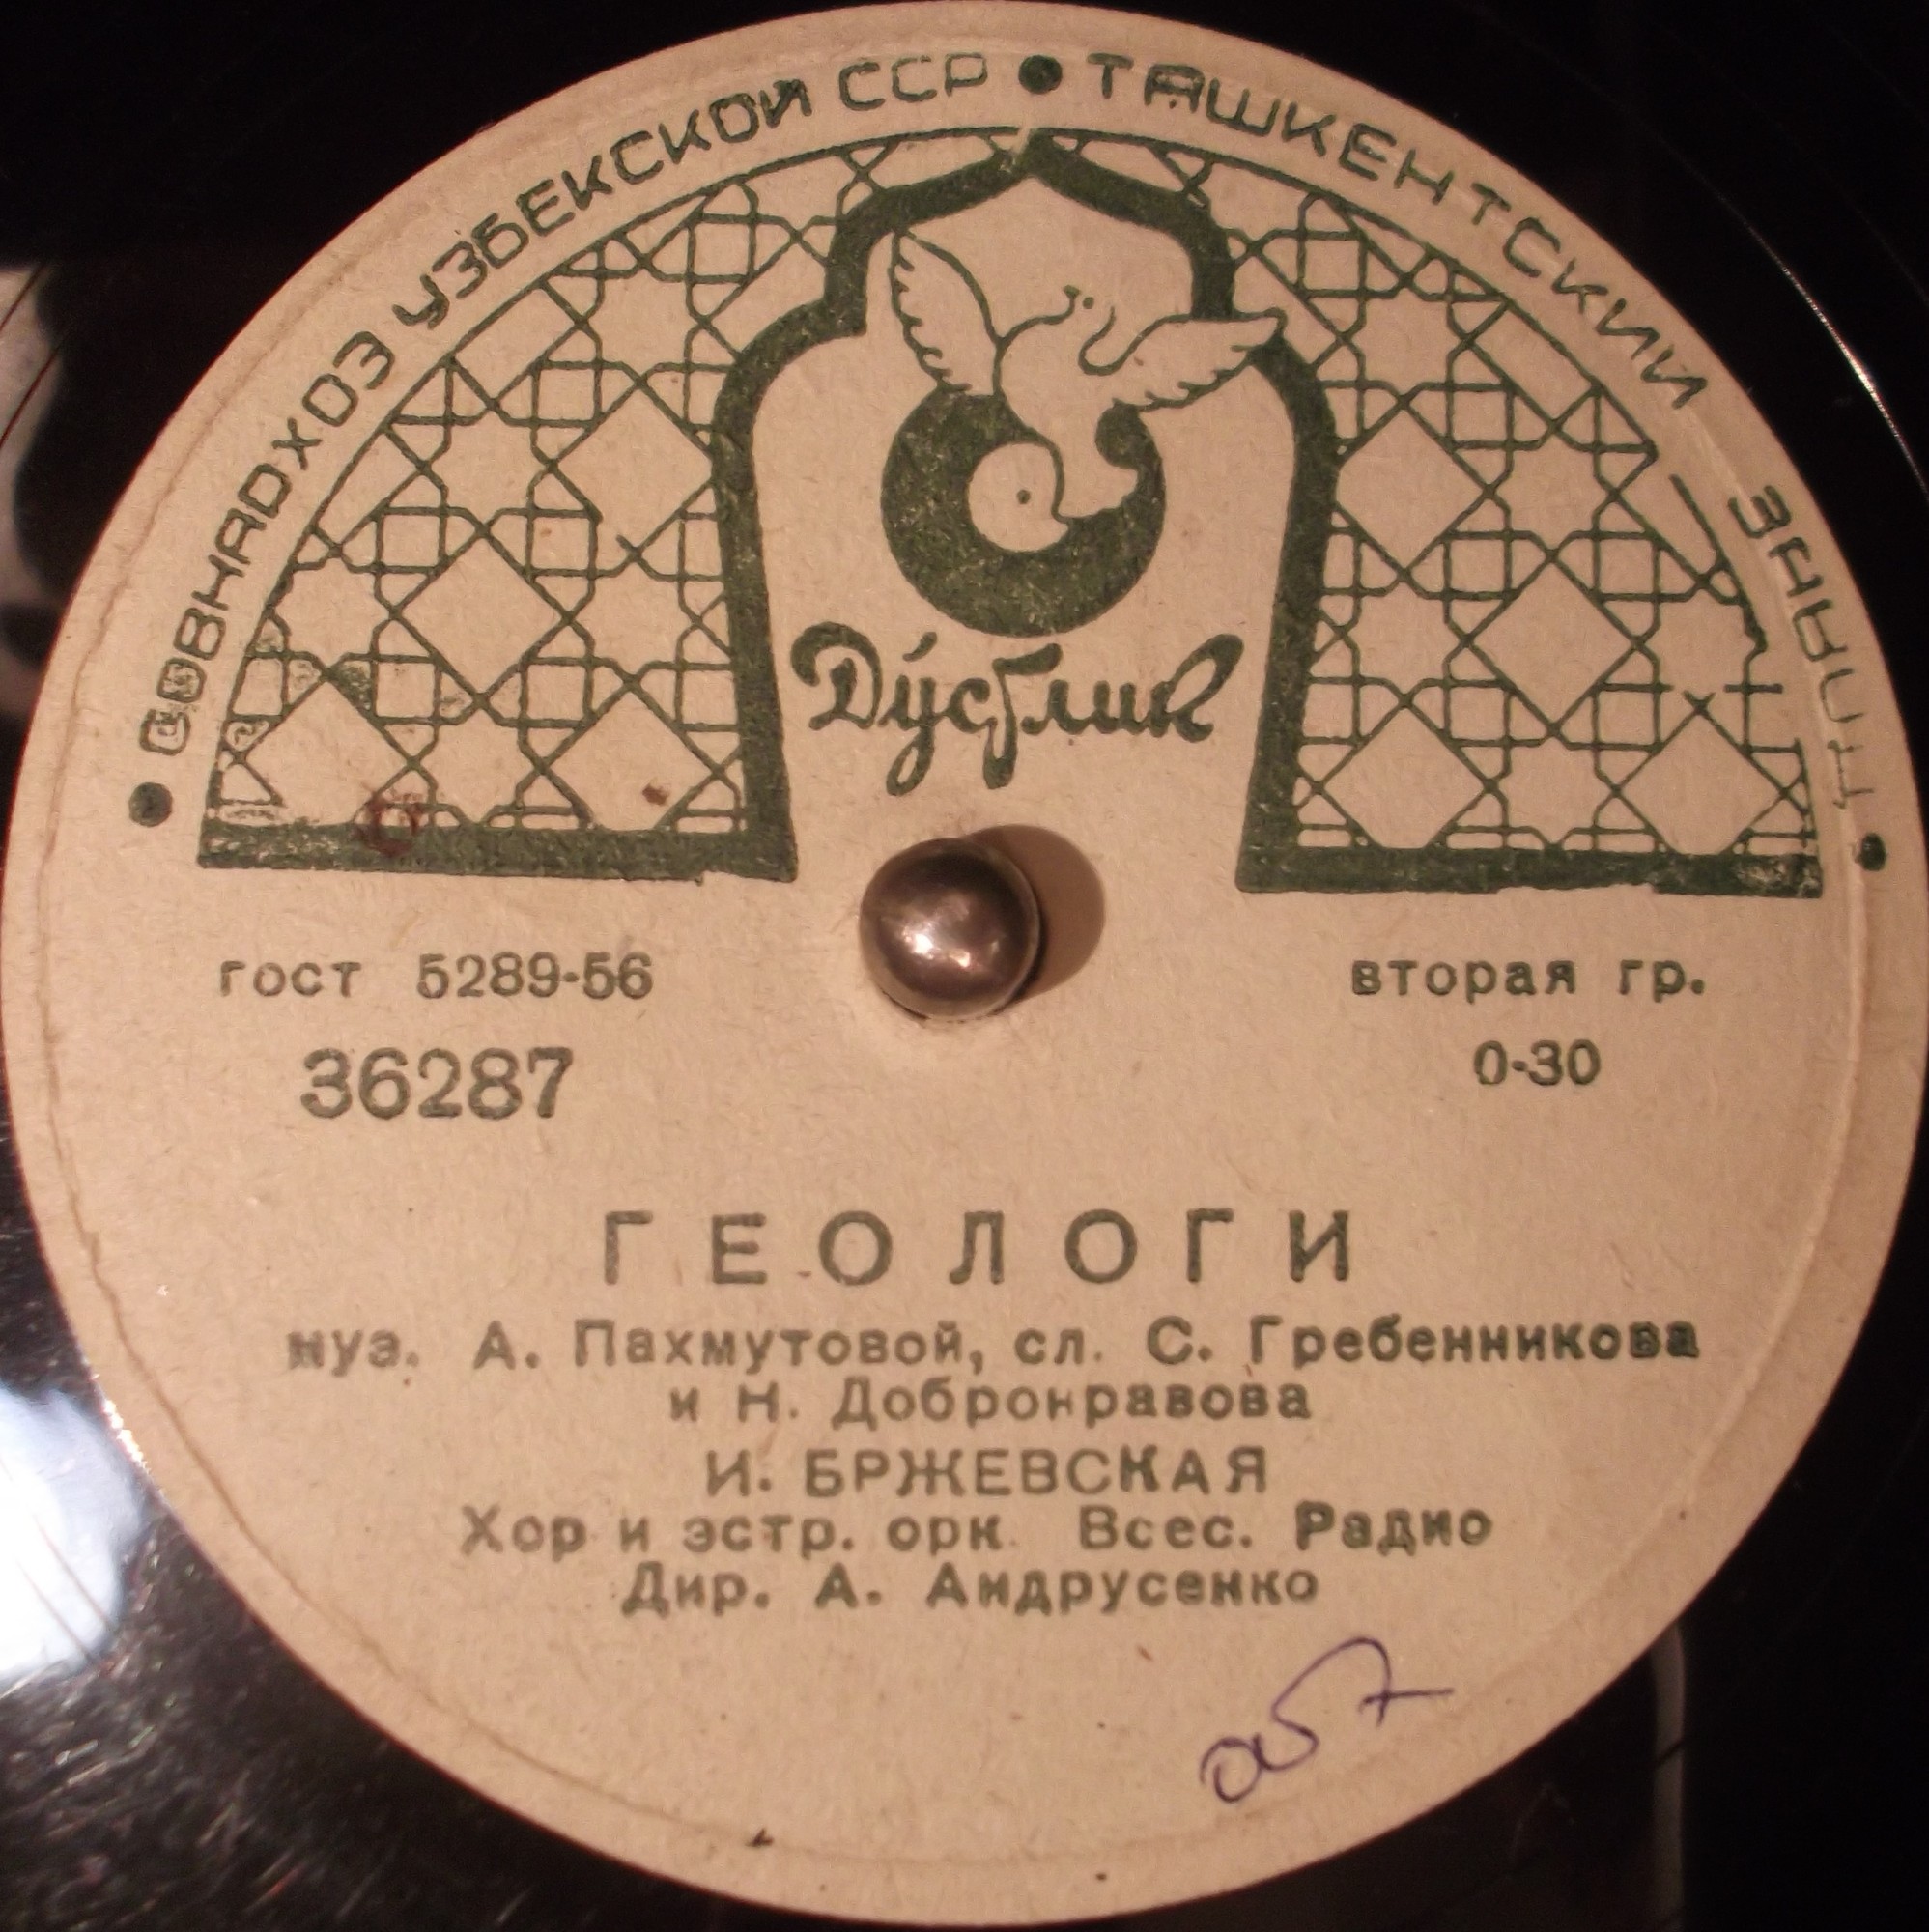 • СОВНАРХОЗ УЗБЕКСКОЙ ССР • ТАШКЕНТСКИЙ ЗАВОД •
Дўстлик
гост 5289-56
вторая гр.
36287
0-30
ГЕОЛОГИ
муз. А. Пахмутовой, сл. С. Гребенникова
и Н. Добронравова
И. БРЖЕВСКАЯ
Хор и эстр. орк. Всес. Радио
Дир. А. Андрусенко